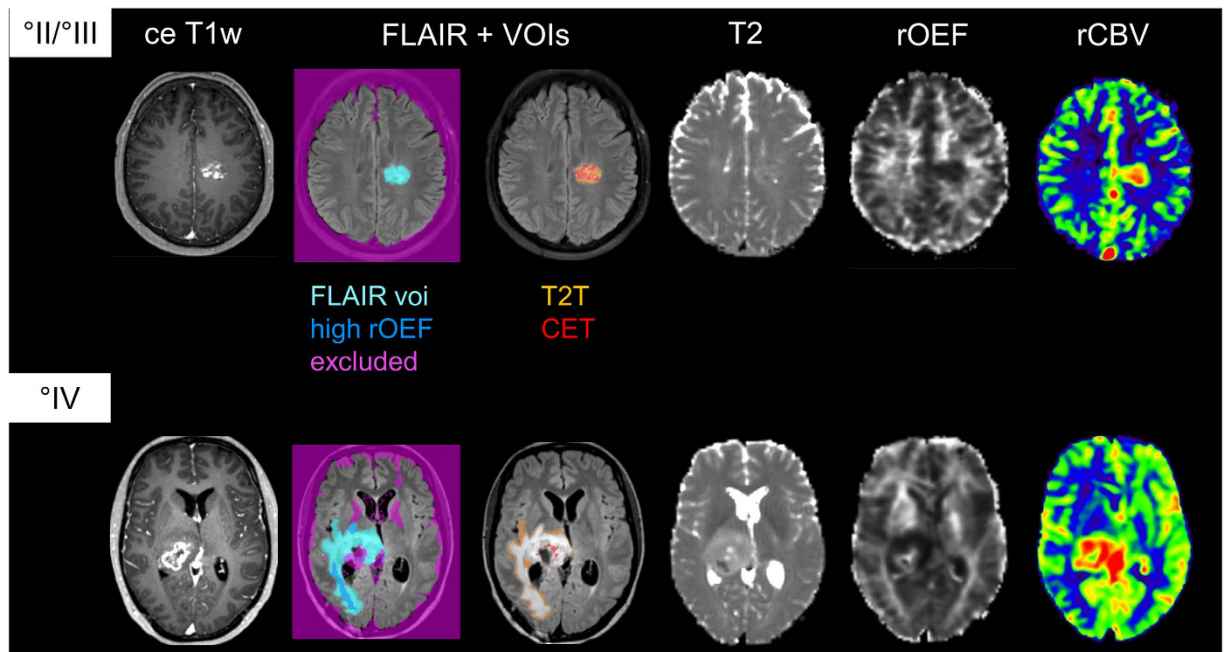 °II/°III ce T1w FLAIR + VOIs T2 rOEF rCBV
FLAIR voi T2T
high rOEF CET
excluded
°IV